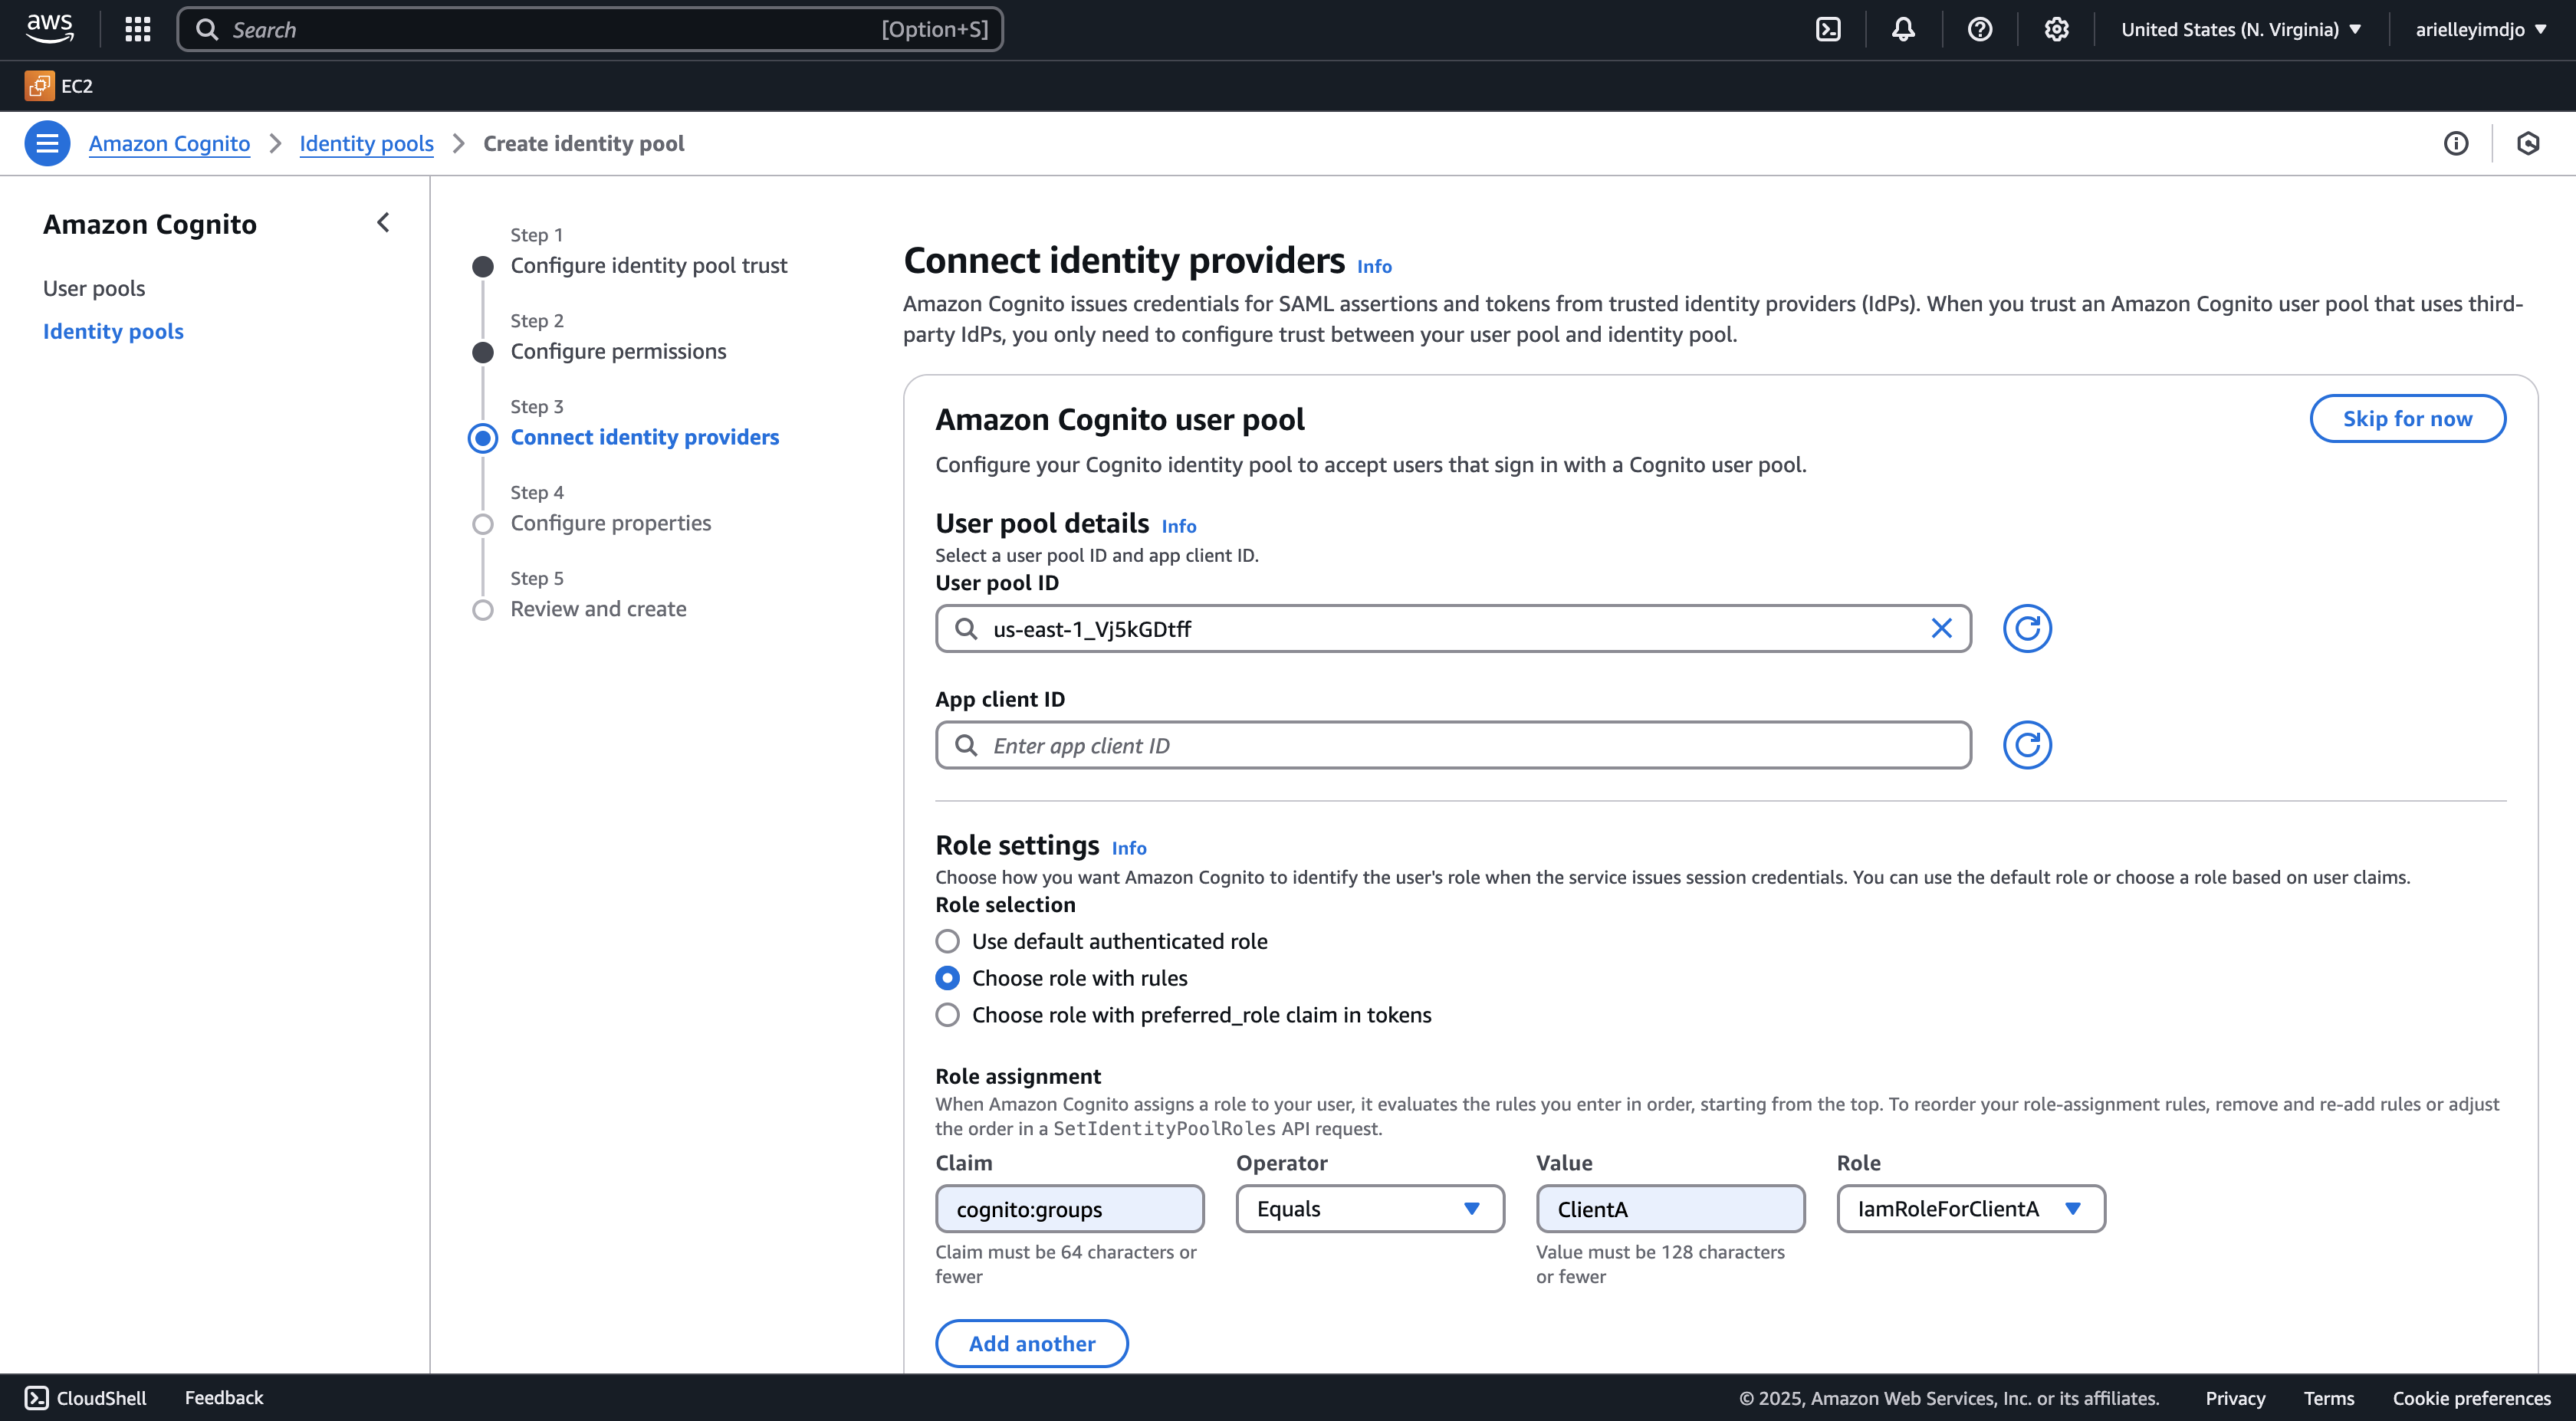 aws
Search [Option+S]
United States (N. Virginia)
arielleyimdjo
EC2
Amazon Cognito
Identity pools
Create identity pool
Amazon Cognito
User pools
Identity pools
Step 1
Configure identity pool trust
Step 2
Configure permissions
Step 3
Connect identity providers
Step 4
Configure properties
Step 5
Review and create
Connect identity providers Info
Amazon Cognito issues credentials for SAML assertions and tokens from trusted identity providers (IdPs). When you trust an Amazon Cognito user pool that uses third-
party IdPs, you only need to configure trust between your user pool and identity pool.
Amazon Cognito user pool
Skip for now
Configure your Cognito identity pool to accept users that sign in with a Cognito user pool.
User pool details Info
Select a user pool ID and app client ID.
User pool ID
us-east-1_Vj5kGDtff
App client ID
Enter app client ID
Role settings Info
Choose how you want Amazon Cognito to identify the user's role when the service issues session credentials. You can use the default role or choose a role based on user claims.
Role selection
Use default authenticated role
Choose role with rules
Choose role with preferred_role claim in tokens
Role assignment
When Amazon Cognito assigns a role to your user, it evaluates the rules you enter in order, starting from the top. To reorder your role-assignment rules, remove and re-add rules or adjust
the order in a SetIdentityPoolRoles API request.
Claim Operator Value Role
cognito:groups Equals ClientA IamRoleForClientA
Claim must be 64 characters or
fewer
Value must be 128 characters
or fewer
Add another
CloudShell Feedback
© 2025, Amazon Web Services, Inc. or its affiliates. Privacy Terms Cookie preferences